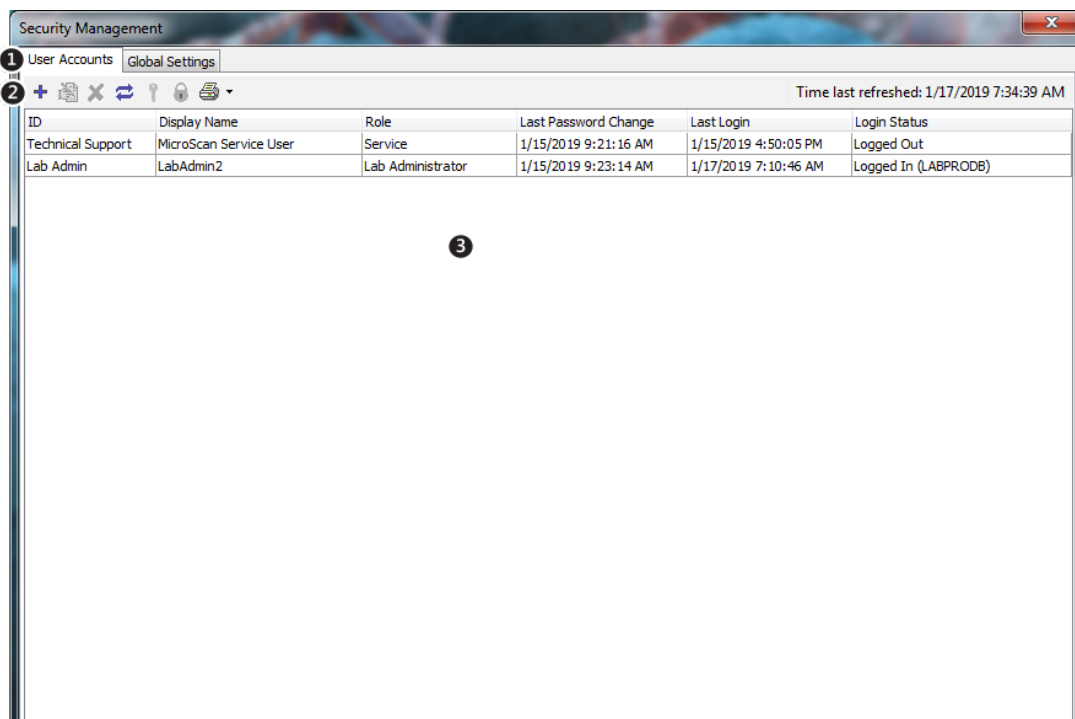 Security Management
x
1 User Accounts Global Settings
2 Time last refreshed: 1/17/2019 7:34:39 AM
ID Display Name Role Last Password Change Last Login Login Status
Technical Support MicroScan Service User Service 1/15/2019 9:21:16 AM 1/15/2019 4:50:05 PM Logged Out
Lab Admin LabAdmin2 Lab Administrator 1/15/2019 9:23:14 AM 1/17/2019 7:10:46 AM Logged In (LABPRODB)
3